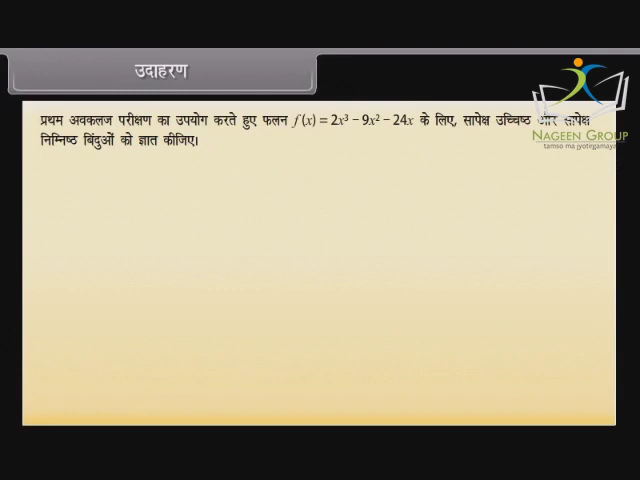 उदाहरण
प्रथम अवकलज परीक्षण का उपयोग करते हुए फलन f(x) = 2x³ − 9x² − 24x के लिए, सापेक्ष उच्चिष्ठ और सापेक्ष
निम्निष्ठ बिंदुओं को ज्ञात कीजिए।
NAGEEN GROUP
tamso ma jyotirgamaya